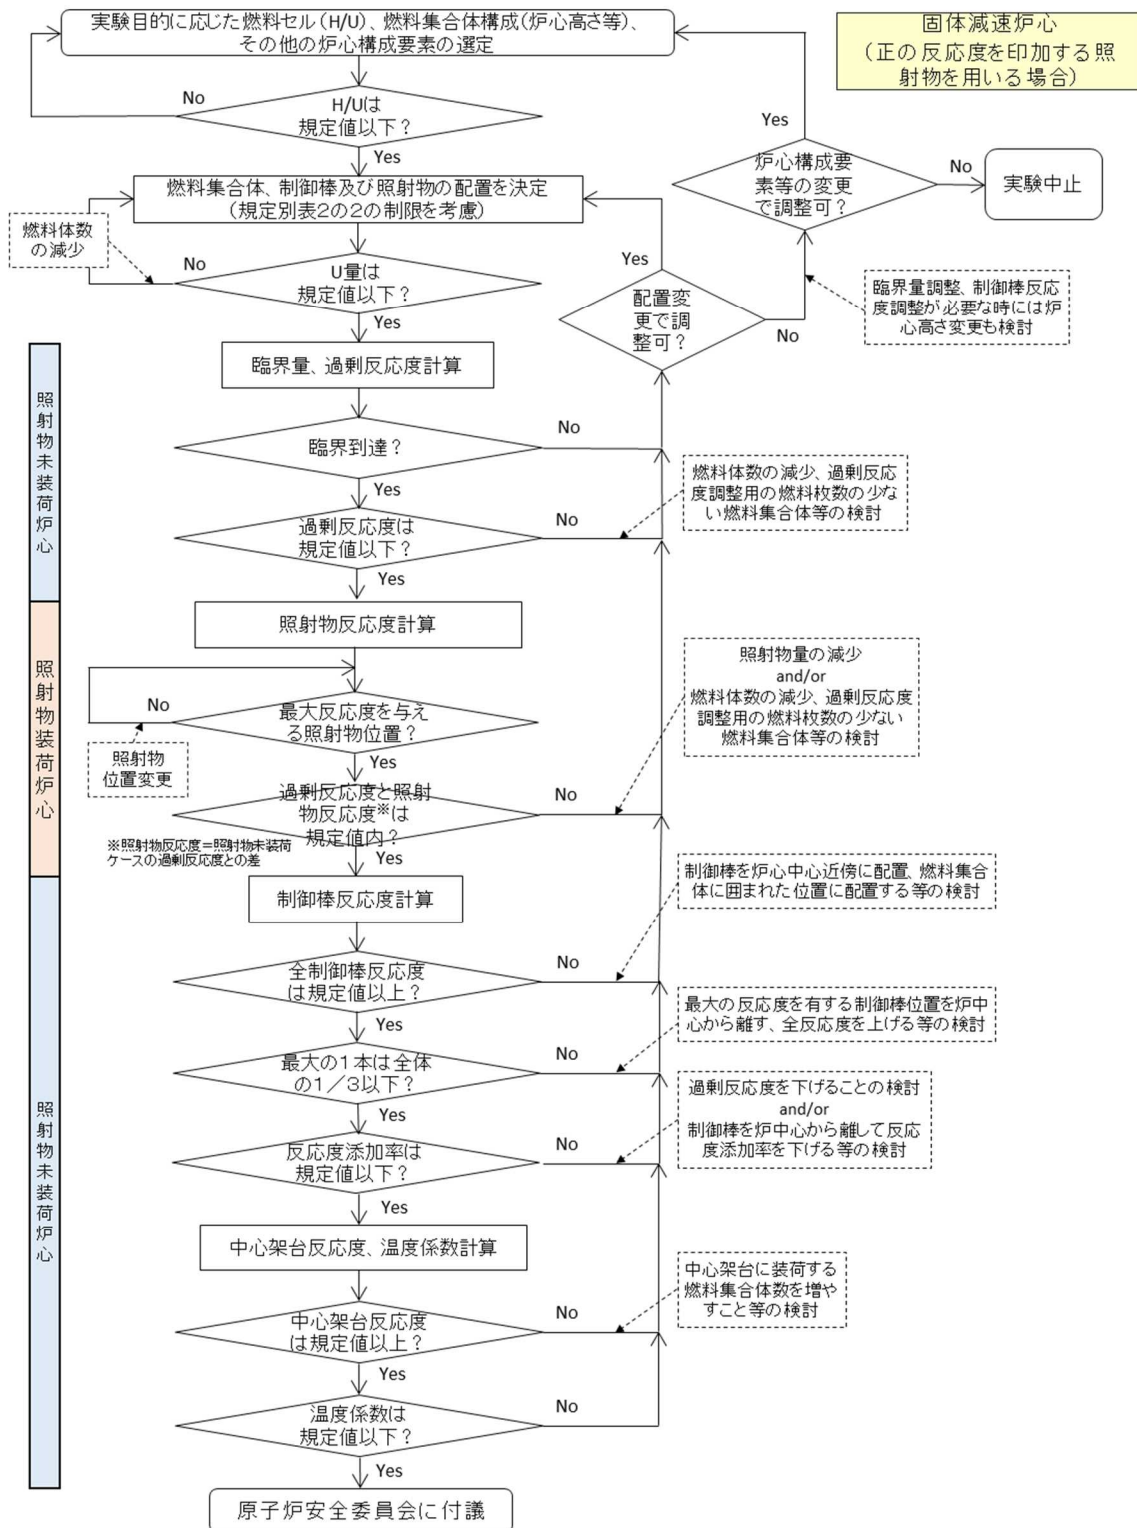 実験目的に応じた燃料セル(H/U)、燃料集合体構成(炉心高さ等)、
その他の炉心構成要素の選定
固体減速炉心
(正の反応度を印加する照
射物を用いる場合)
No
H/Uは
規定値以下?
Yes
Yes
炉心構成要
素等の変更
で調整可?
No
実験中止
燃料集合体、制御棒及び照射物の配置を決定
(規定別表2の2の制限を考慮)
燃料体数
の減少
No
U量は
規定値以下?
Yes
Yes
配置変
更で調
整可?
No
臨界量調整、制御棒反応
度調整が必要な時には炉
心高さ変更も検討
照射物未装荷炉心
臨界量、過剰反応度計算
臨界到達?
No
Yes
燃料体数の減少、過剰反応
度調整用の燃料枚数の少な
い燃料集合体等の検討
過剰反応度は
規定値以下?
No
Yes
照射物装荷炉心
照射物反応度計算
No
最大反応度を与え
る照射物位置?
照射物
位置変更
Yes
照射物量の減少
and/or
燃料体数の減少、過剰反応度
調整用の燃料枚数の少ない
燃料集合体等の検討
過剰反応度と照射
物反応度※は
規定値内?
No
※照射物反応度=照射物未装荷
ケースの過剰反応度との差
Yes
照射物未装荷炉心
制御棒反応度計算
制御棒を炉心中心近傍に配置、燃料集合
体に囲まれた位置に配置する等の検討
全制御棒反応度
は規定値以上?
No
Yes
最大の反応度を有する制御棒位置を炉中
心から離す、全反応度を上げる等の検討
最大の1本は全体
の1/3以下?
No
Yes
過剰反応度を下げることの検討
and/or
制御棒を炉中心から離して反応
度添加率を下げる等の検討
反応度添加率は
規定値以下?
No
Yes
中心架台反応度、温度係数計算
中心架台に装荷する
燃料集合体数を増や
すこと等の検討
中心架台反応度
は規定値以上?
No
Yes
温度係数は
規定値以下?
No
Yes
原子炉安全委員会に付議